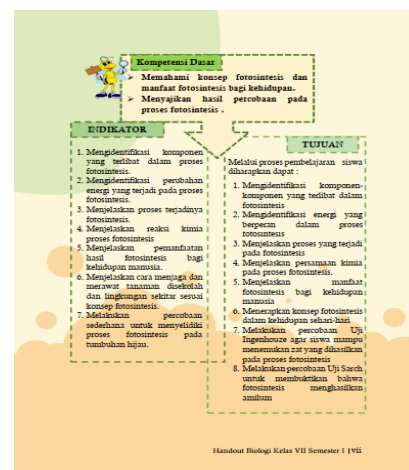 Kompetensi Dasar
➤ Memahami konsep fotosintesis dan
manfaat fotosintesis bagi kehidupan.
➤ Menyajikan hasil percobaan pada
proses fotosintesis .
INDIKATOR
1. Mengidentifikasi komponen
yang terlibat dalam proses
fotosintesis.
2. Mengidentifikasi perubahan
energi yang terjadi pada proses
fotosintesis.
3. Menjelaskan proses terjadinya
fotosintesis.
4. Menjelaskan reaksi kimia
proses fotosintesis
5. Menjelaskan pemanfaatan
hasil fotosintesis bagi
kehidupan manusia.
6. Menjelaskan cara menjaga dan
merawat tanaman disekolah
dan lingkungan sekitar sesuai
konsep fotosintesis.
7. Melakukan percobaan
sederhana untuk menyelidiki
proses fotosintesis pada
tumbuhan hijau.
TUJUAN
Melalui proses pembelajaran siswa
diharapkan dapat :
1. Mengidentifikasi komponen-
komponen yang terlibat dalam
fotosintesis
2. Mengidentifikasi energi yang
berperan dalam proses
fotosintesis
3. Menjelaskan proses yang terjadi
pada fotosintesis
4. Menjelaskan persamaan kimia
pada proses fotosintesis.
5. Menjelaskan manfaat
fotosintesis bagi kehidupan
manusia
6. Menerapkan konsep fotosintesis
dalam kehidupan sehari-hari
7. Melakukan percobaan Uji
Ingenhouze agar siswa mampu
menemukan zat yang dihasilkan
pada proses fotosintesis
8. Melakukan percobaan Uji Sarch
untuk membuktikan bahwa
fotosintesis menghasilkan
amilum
Handout Biologi Kelas VII Semester I | vii